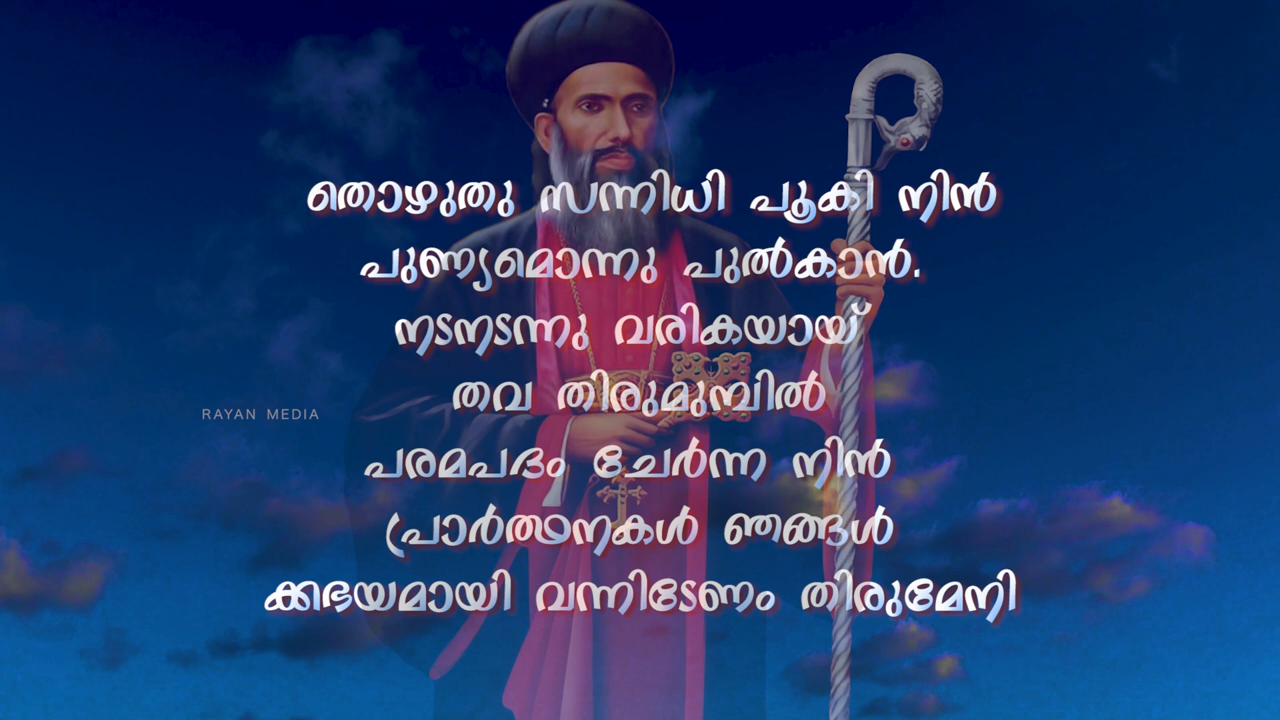 തൊഴുതു സന്നിധി പൂകി നിൻ
പുണ്യമൊന്നു പുൽകാൻ.
നടനടന്നു വരികയായ്
തവ തിരുമുമ്പിൽ
RAYAN MEDIA
പരമപദം ചേർന്ന നിൻ
പ്രാർത്ഥനകൾ ഞങ്ങൾ
ക്കഭയമായി വന്നിടേണം തിരുമേനി